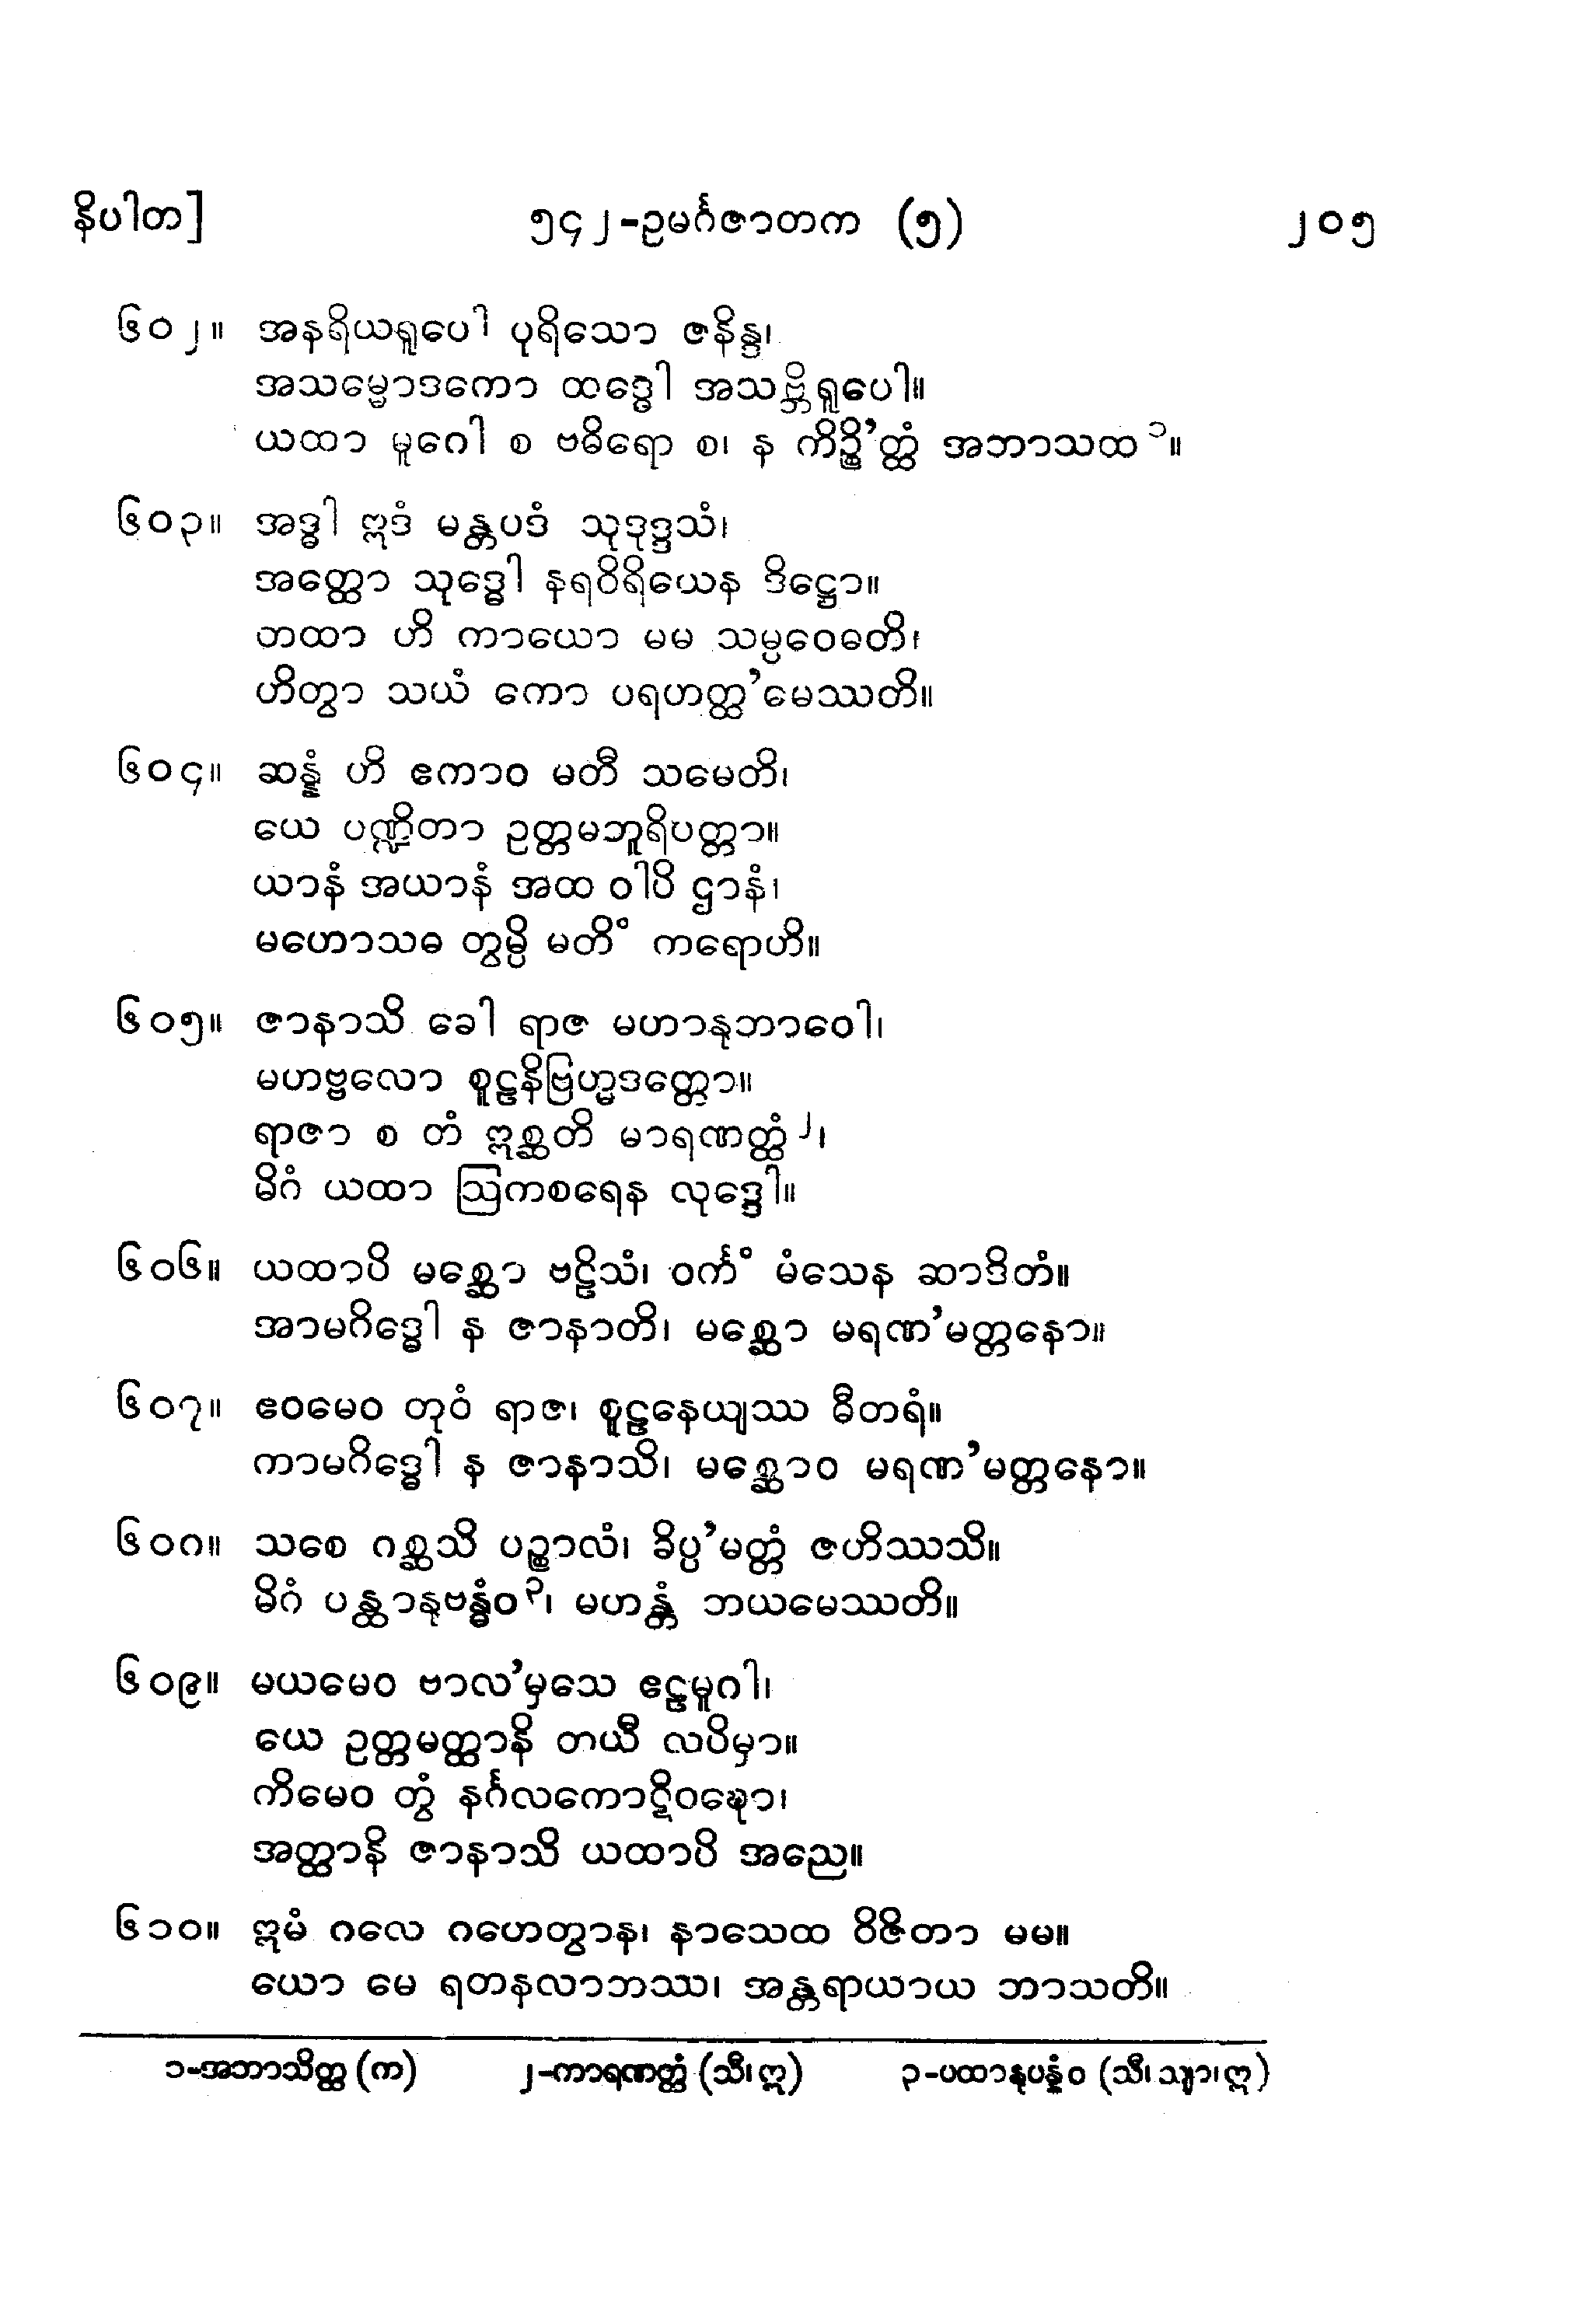 နိပါတ] ၅၄၂-ဥမင်္ဂဇာတက (၅) ၂၀၅
၆၀၂။ အနရိယရူပေါ ပုရိသော ဇနိန္ဒ၊
အသမ္မောဒကော ထဒ္ဓေါ အသဗ္ဘိရူပေါ။
ယထာ မူဂေါ စ ဗဓိရော စ၊ န ကိဉ္စိ’တ္ထံ အဘာသထ ၁။
၆၀၃။ အဒ္ဓါ ဣဒံ မန္တပဒံ သုဒုဒ္ဒသံ၊
အတ္ထော သုဒ္ဓေါ နရဝိရိယေန ဒိဋ္ဌော။
တထာ ဟိ ကာယော မမ သမ္ပဝေဓတိ၊
ဟိတွာ သယံ ကော ပရဟတ္ထ’မေဿတိ။
၆၀၄။ ဆန္နံ ဟိ ဧကာဝ မတီ သမေတိ၊
ယေ ပဏ္ဍိတာ ဥတ္တမဘူရိပတ္တာ။
ယာနံ အယာနံ အထ ဝါပိ ဌာနံ၊
မဟောသဓ တွမ္ပိ မတိံ ကရောဟိ။
၆၀၅။ ဇာနာသိ ခေါ ရာဇ မဟာနုဘာဝေါ၊
မဟဗ္ဗလော စူဠနိဗြဟ္မဒတ္တော။
ရာဇာ စ တံ ဣစ္ဆတိ မာရဏတ္ထံ ၂၊
မိဂံ ယထာ ဩကစရေန လုဒ္ဒေါ။
၆၀၆။ ယထာပိ မစ္ဆော ဗဠိသံ၊ ဝင်္ကံ မံသေန ဆာဒိတံ။
အာမဂိဒ္ဓေါ န ဇာနာတိ၊ မစ္ဆော မရဏ’မတ္တနော။
၆၀၇။ ဧဝမေဝ တုဝံ ရာဇ၊ စူဠနေယျဿ ဓီတရံ။
ကာမဂိဒ္ဓေါ န ဇာနာသိ၊ မစ္ဆောဝ မရဏ’မတ္တနော။
၆၀၈။ သစေ ဂစ္ဆသိ ပဉ္စာလံ၊ ခိပ္ပ’မတ္တံ ဇဟိဿသိ။
မိဂံ ပန္ထာနုဗန္ဓံဝ ၃၊ မဟန္တံ ဘယမေဿတိ။
၆၀၉။ မယမေဝ ဗာလ’မှသေ ဧဠမူဂါ၊
ယေ ဥတ္တမတ္ထာနိ တယီ လပိမှာ။
ကိမေဝ တွံ နင်္ဂလကောဋိဝဍ္ဎော၊
အတ္ထာနိ ဇာနာသိ ယထာပိ အညေ။
၆၁၀။ ဣမံ ဂလေ ဂဟေတွာန၊ နာသေထ ဝိဇိတာ မမ။
ယော မေ ရတနလာဘဿ၊ အန္တရာယာယ ဘာသတိ။
၁-အဘာသိတ္ထ (က) ၂-ကာရဏတ္ထံ (သီ၊ ဣ) ၃-ပထာနုပန္နံဝ (သီ၊ သျာ၊ ဣ)